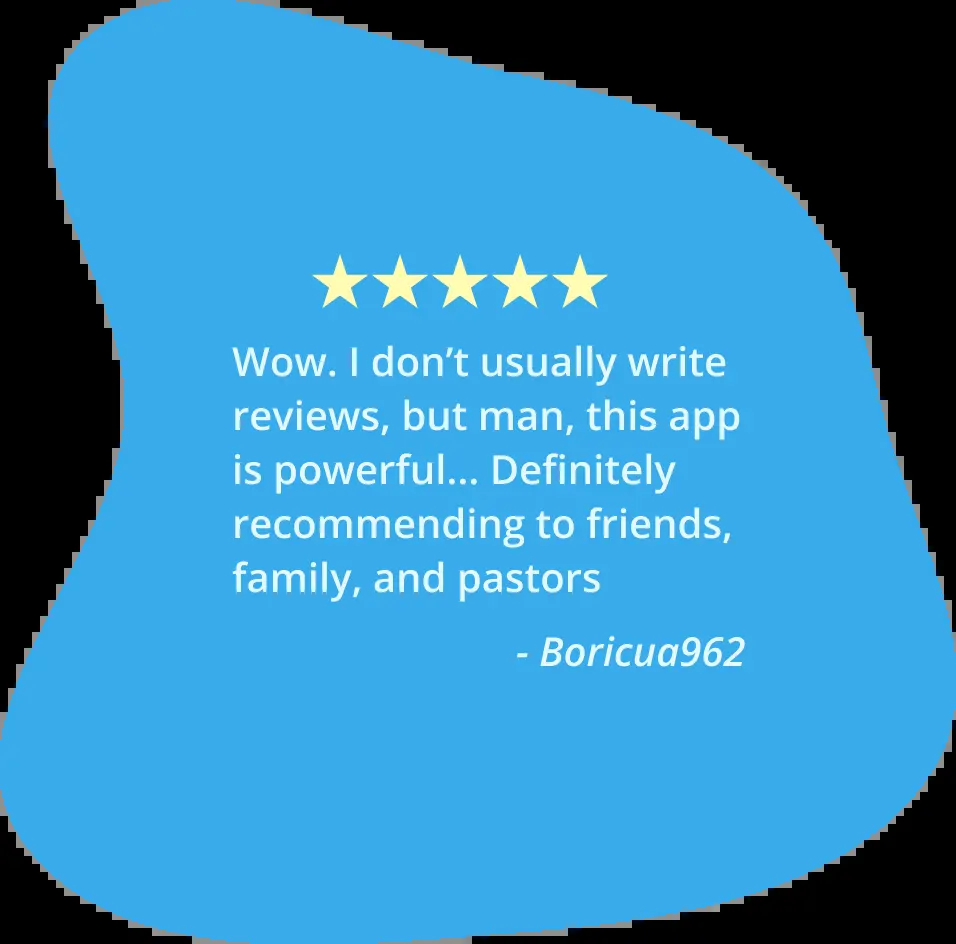 Wow. I don’t usually write
reviews, but man, this app
is powerful... Definitely
recommending to friends,
family, and pastors
- Boricua962